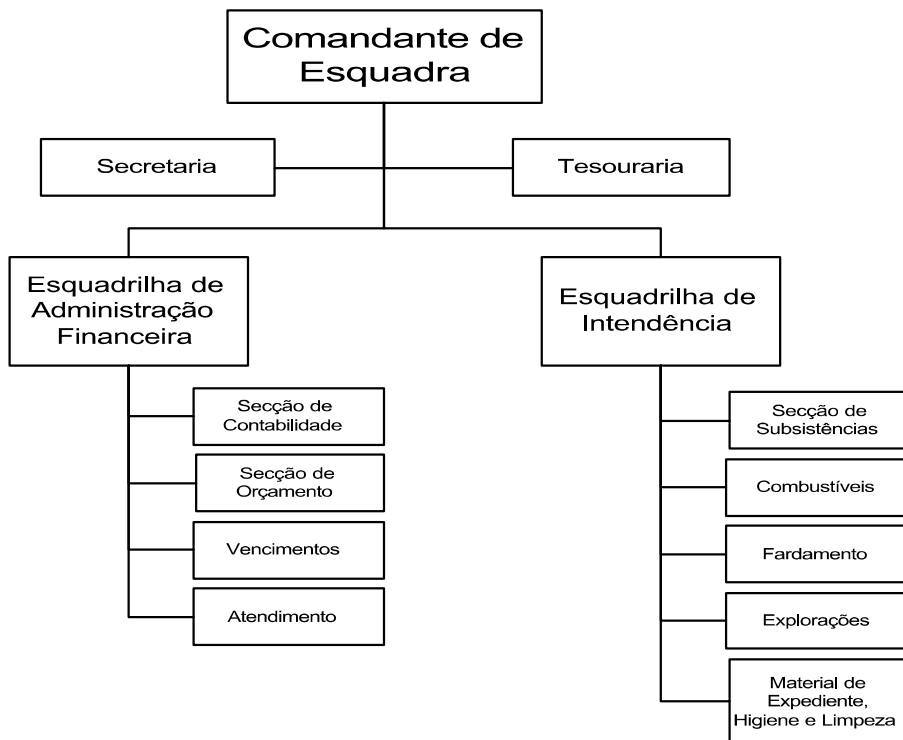 Comandante de
Esquadra
Secretaria
Tesouraria
Esquadrilha de
Administração
Financeira
Esquadrilha de
Intendência
Secção de
Contabilidade
Secção de
Orçamento
Vencimentos
Atendimento
Secção de
Subsistências
Combustíveis
Fardamento
Explorações
Material de
Expediente,
Higiene e Limpeza